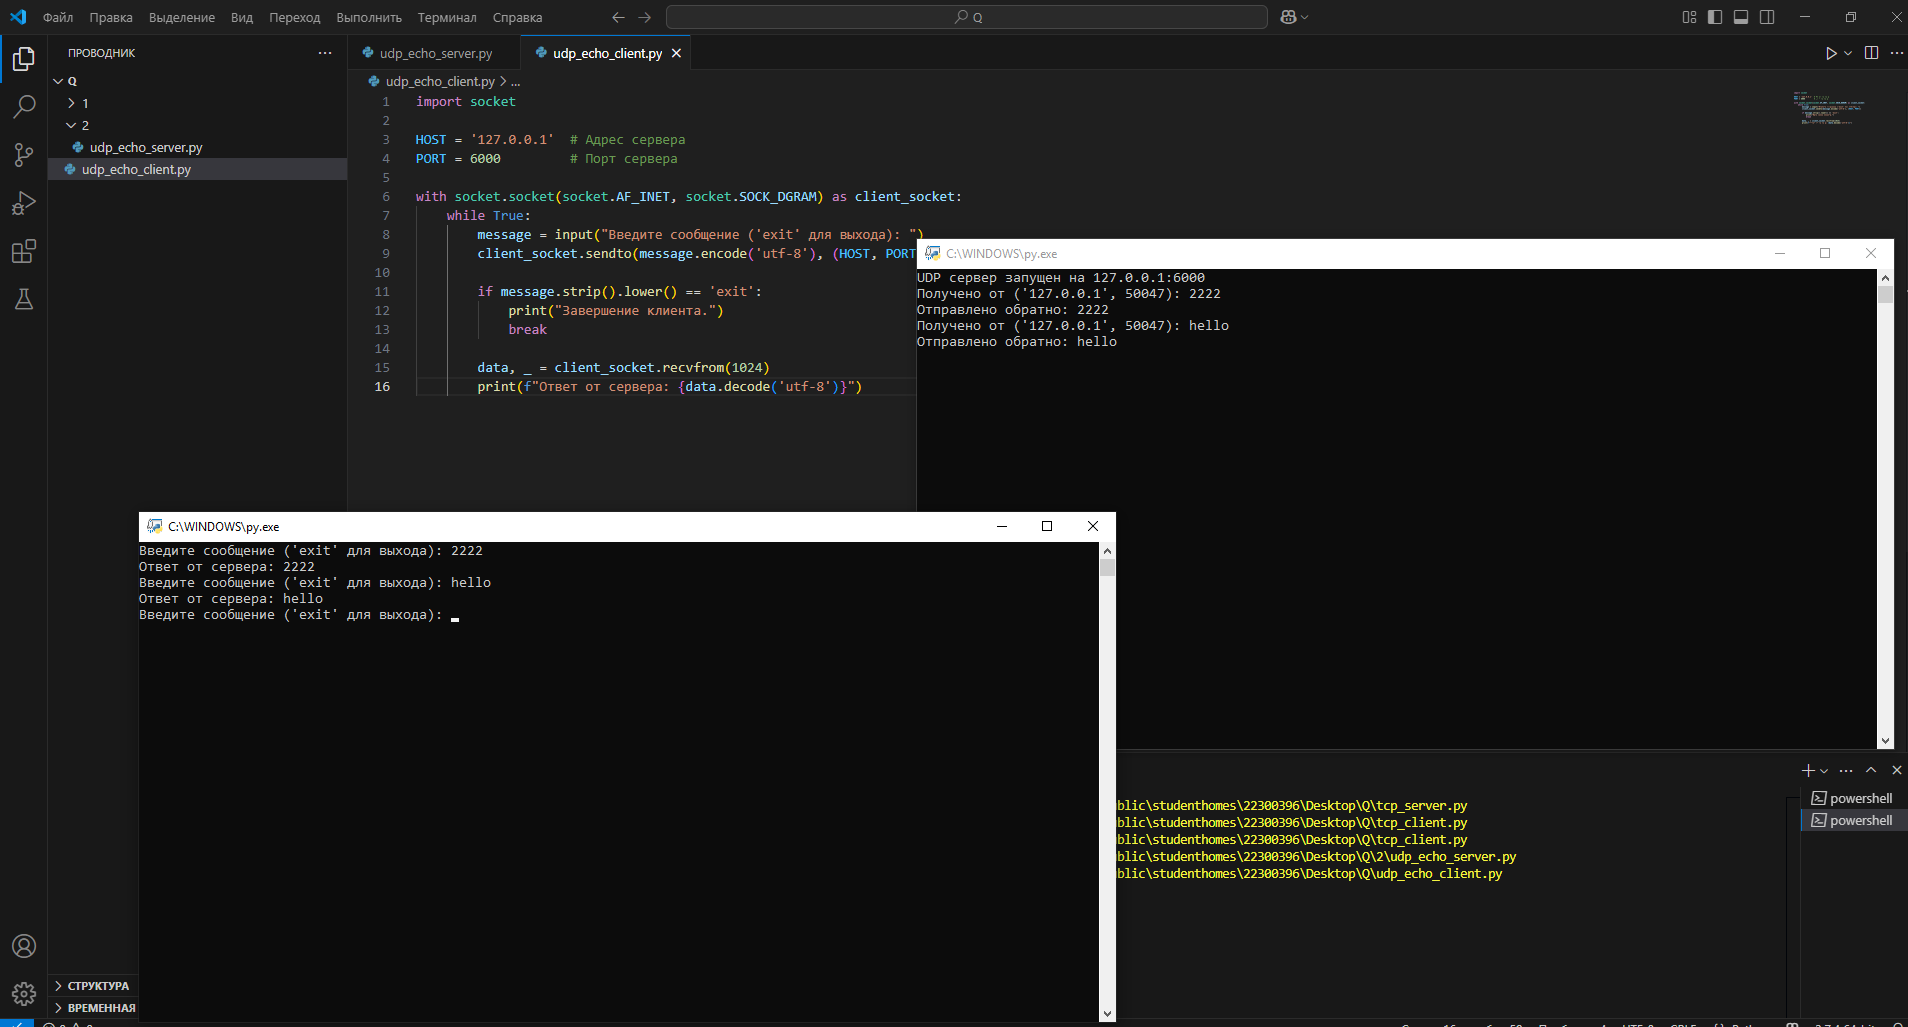 Файл Правка Выделение Вид Переход Выполнить Терминал Справка
Q
ПРОВОДНИК
Q
1
2
udp_echo_server.py
udp_echo_client.py
СТРУКТУРА
ВРЕМЕННАЯ
udp_echo_server.py udp_echo_client.py
udp_echo_client.py > ...
1 import socket
2
3 HOST = '127.0.0.1' # Адрес сервера
4 PORT = 6000 # Порт сервера
5
6 with socket.socket(socket.AF_INET, socket.SOCK_DGRAM) as client_socket:
7 while True:
8 message = input("Введите сообщение ('exit' для выхода): ")
9 client_socket.sendto(message.encode('utf-8'), (HOST, PORT
10
11 if message.strip().lower() == 'exit':
12 print("Завершение клиента.")
13 break
14
15 data, _ = client_socket.recvfrom(1024)
16 print(f"Ответ от сервера: {data.decode('utf-8')}")
C:\WINDOWS\py.exe
UDP сервер запущен на 127.0.0.1:6000
Получено от ('127.0.0.1', 50047): 2222
Отправлено обратно: 2222
Получено от ('127.0.0.1', 50047): hello
Отправлено обратно: hello
C:\WINDOWS\py.exe
Введите сообщение ('exit' для выхода): 2222
Ответ от сервера: 2222
Введите сообщение ('exit' для выхода): hello
Ответ от сервера: hello
Введите сообщение ('exit' для выхода):
blic\studenthomes\22300396\Desktop\Q\tcp_server.py
blic\studenthomes\22300396\Desktop\Q\tcp_client.py
blic\studenthomes\22300396\Desktop\Q\tcp_client.py
blic\studenthomes\22300396\Desktop\Q\2\udp_echo_server.py
blic\studenthomes\22300396\Desktop\Q\udp_echo_client.py
powershell
powershell